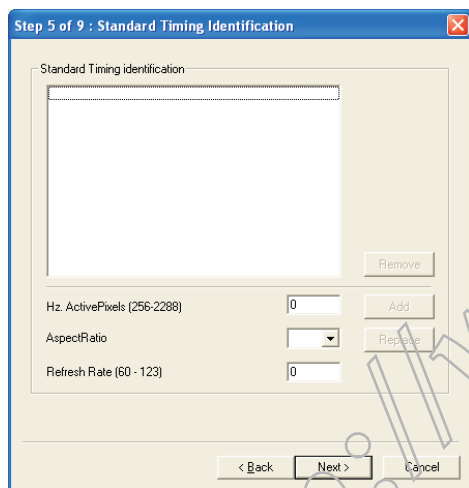 Step 5 of 9 : Standard Timing Identification
Standard Timing identification
Remove
Hz. ActivePixels (256-2288)
0
Add
AspectRatio
Replace
Refresh Rate (60 - 123)
0
< Back
Next >
Cancel